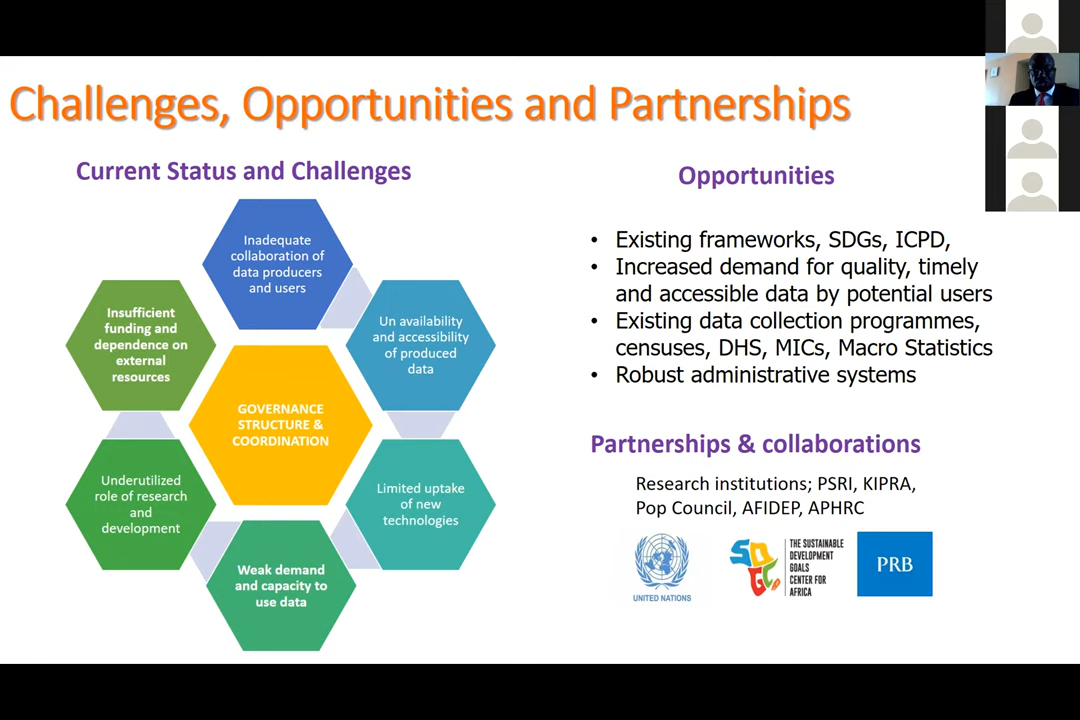 Challenges, Opportunities and Partnerships
Current Status and Challenges
Inadequate
collaboration of
data producers
and users
Un availability
and accessibility
of produced
data
Limited uptake
of new
technologies
Weak demand
and capacity to
use data
Underutilized
role of research
and
development
Insufficient
funding and
dependence on
external
resources
GOVERNANCE
STRUCTURE &
COORDINATION
Opportunities
• Existing frameworks, SDGs, ICPD,
• Increased demand for quality, timely
and accessible data by potential users
• Existing data collection programmes,
censuses, DHS, MICs, Macro Statistics
• Robust administrative systems
Partnerships & collaborations
Research institutions; PSRI, KIPRA,
Pop Council, AFIDEP, APHRC
UNITED NATIONS
SDGCA
THE SUSTAINABLE
DEVELOPMENT
GOALS
CENTER FOR
AFRICA
PRB